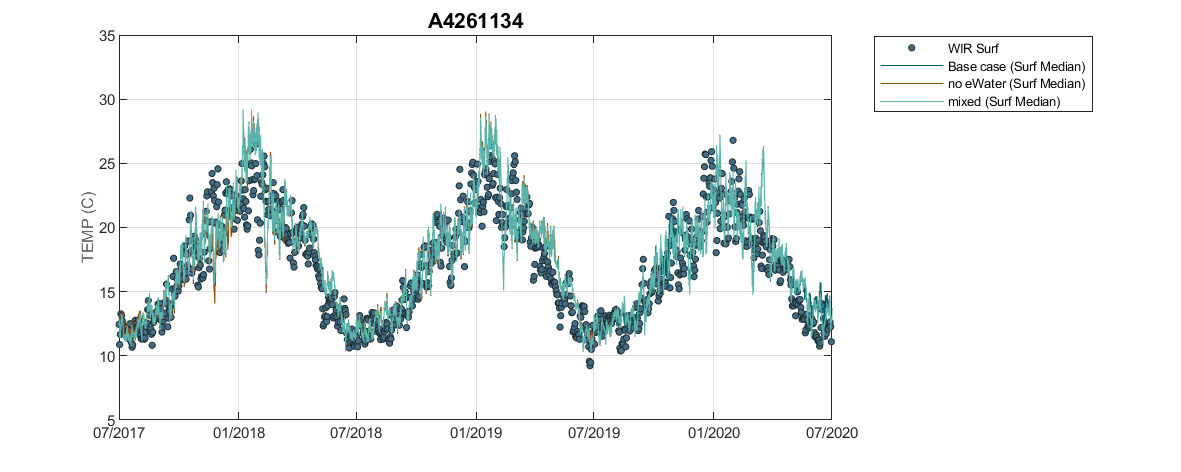 A4261134
35
30
25
20
15
10
5
TEMP (C)
07/2017
01/2018
07/2018
01/2019
07/2019
01/2020
07/2020
WIR Surf
Base case (Surf Median)
no eWater (Surf Median)
mixed (Surf Median)